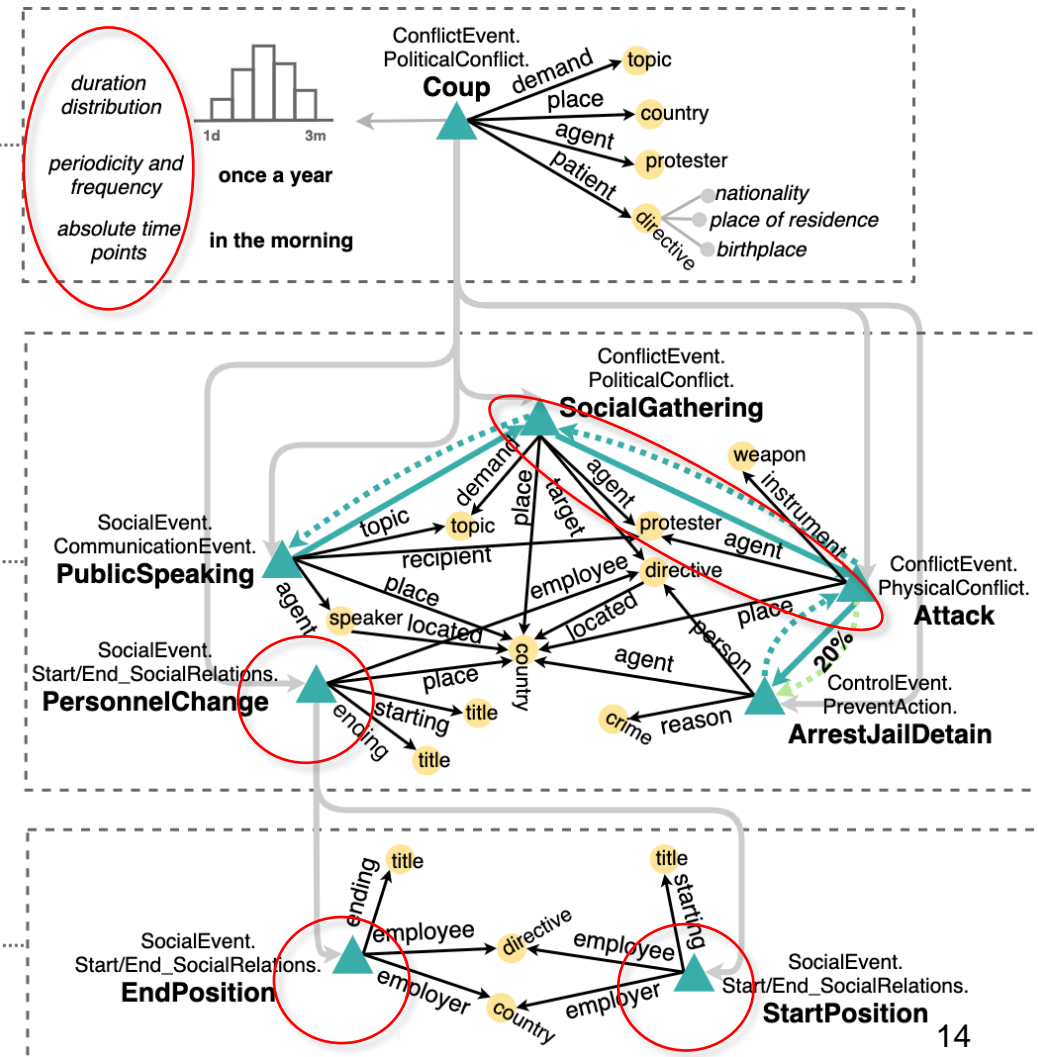 duration
distribution
periodicity and
frequency
absolute time
points
1d
3m
once a year
in the morning
ConflictEvent.
PoliticalConflict.
Coup
demand
topic
place
country
agent
protester
patient
directive
nationality
place of residence
birthplace
ConflictEvent.
PoliticalConflict.
SocialGathering
demand
place
target
agent
weapon
instrument
SocialEvent.
CommunicationEvent.
PublicSpeaking
topic
topic
recipient
protester
agent
directive
employee
place
agent
speaker
located
located
place
country
ConflictEvent.
PhysicalConflict.
Attack
person
20%
SocialEvent.
Start/End_SocialRelations.
PersonnelChange
place
starting
title
ending
title
agent
reason
crime
ControlEvent.
PreventAction.
ArrestJailDetain
title
ending
employee
directive
employee
title
starting
employer
country
employer
SocialEvent.
Start/End_SocialRelations.
EndPosition
SocialEvent.
Start/End_SocialRelations.
StartPosition
14